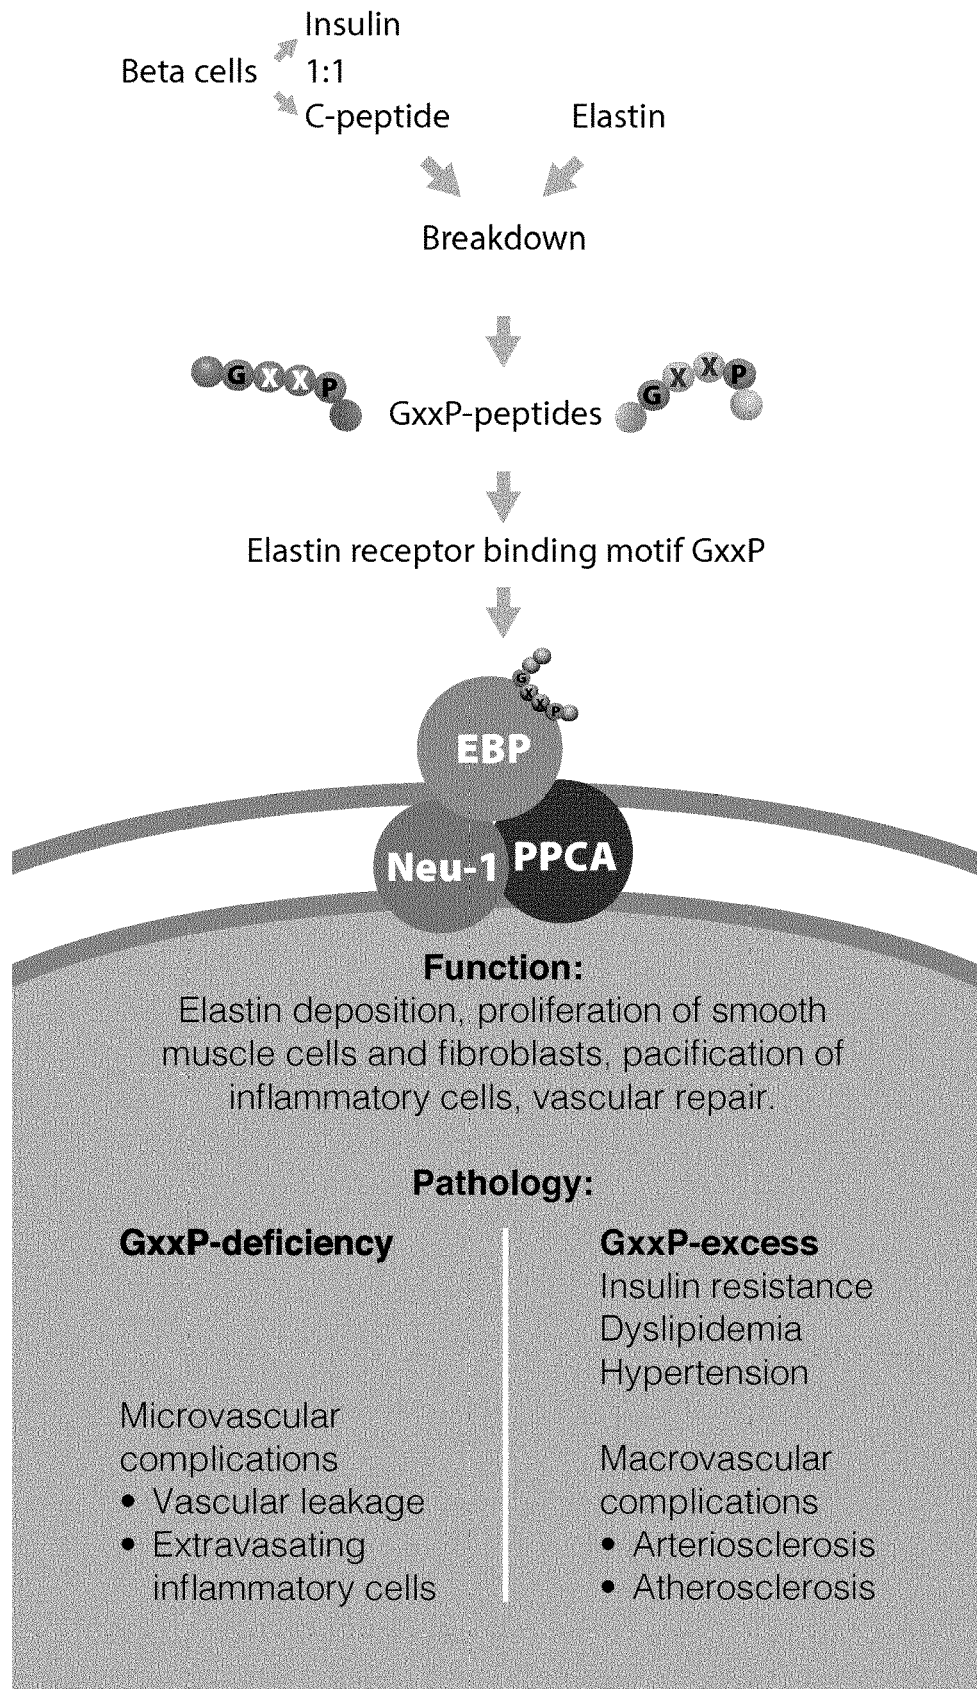 Insulin
Beta cells 1:1
C-peptide Elastin
Breakdown
G X X P
G X X P
GxxP-peptides
Elastin receptor binding motif GxxP
G X X P
EBP
Neu-1 PPCA
Function:
Elastin deposition, proliferation of smooth
muscle cells and fibroblasts, pacification of
inflammatory cells, vascular repair.
Pathology:
GxxP-deficiency
Microvascular
complications
• Vascular leakage
• Extravasating
inflammatory cells
GxxP-excess
Insulin resistance
Dyslipidemia
Hypertension
Macrovascular
complications
• Arteriosclerosis
• Atherosclerosis